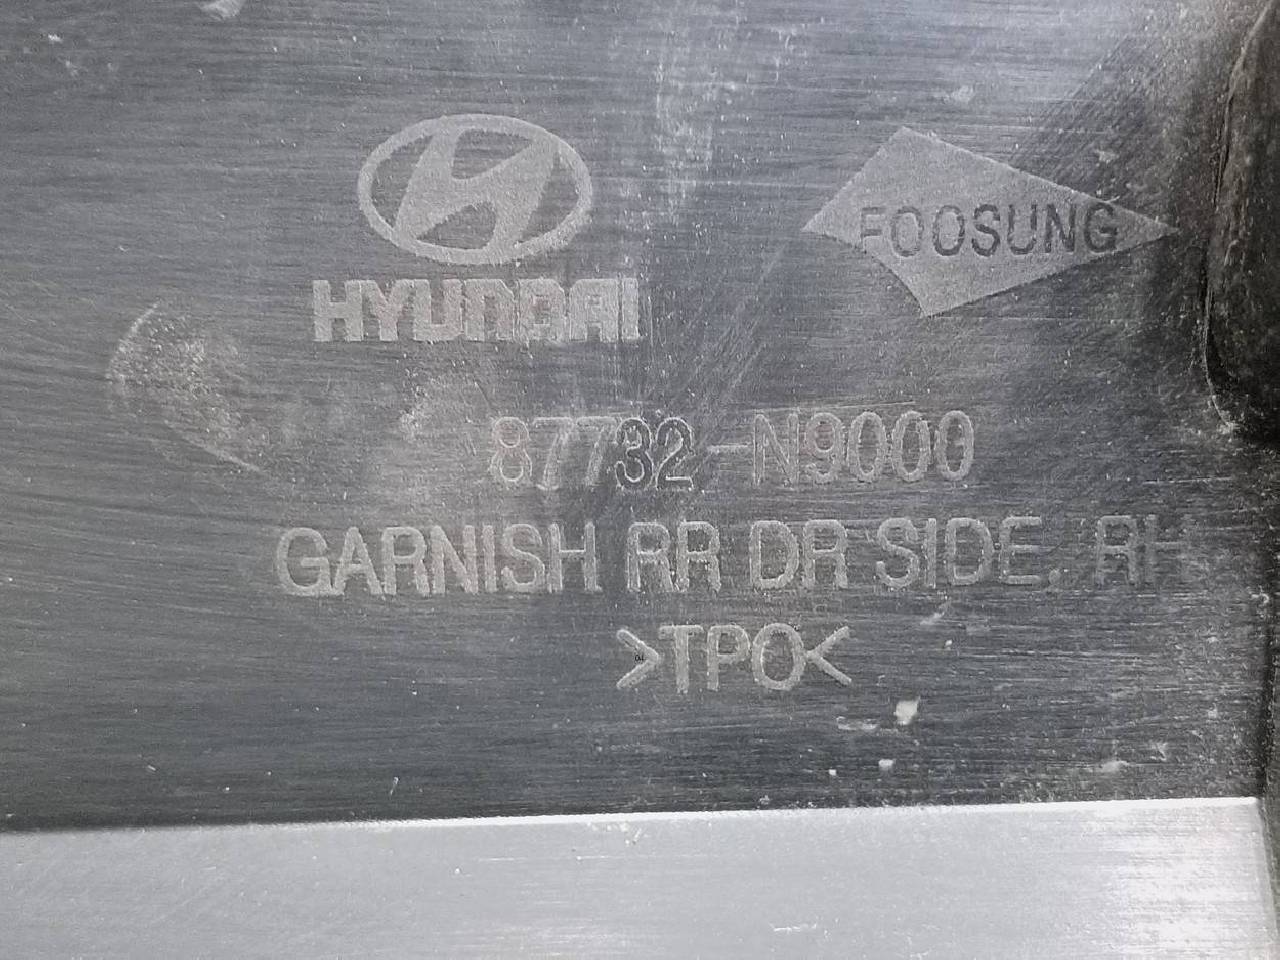 HYUNDAI
FOOSUNG
87732-N9000
GARNISH RR DR SIDE, RH
>TPO<